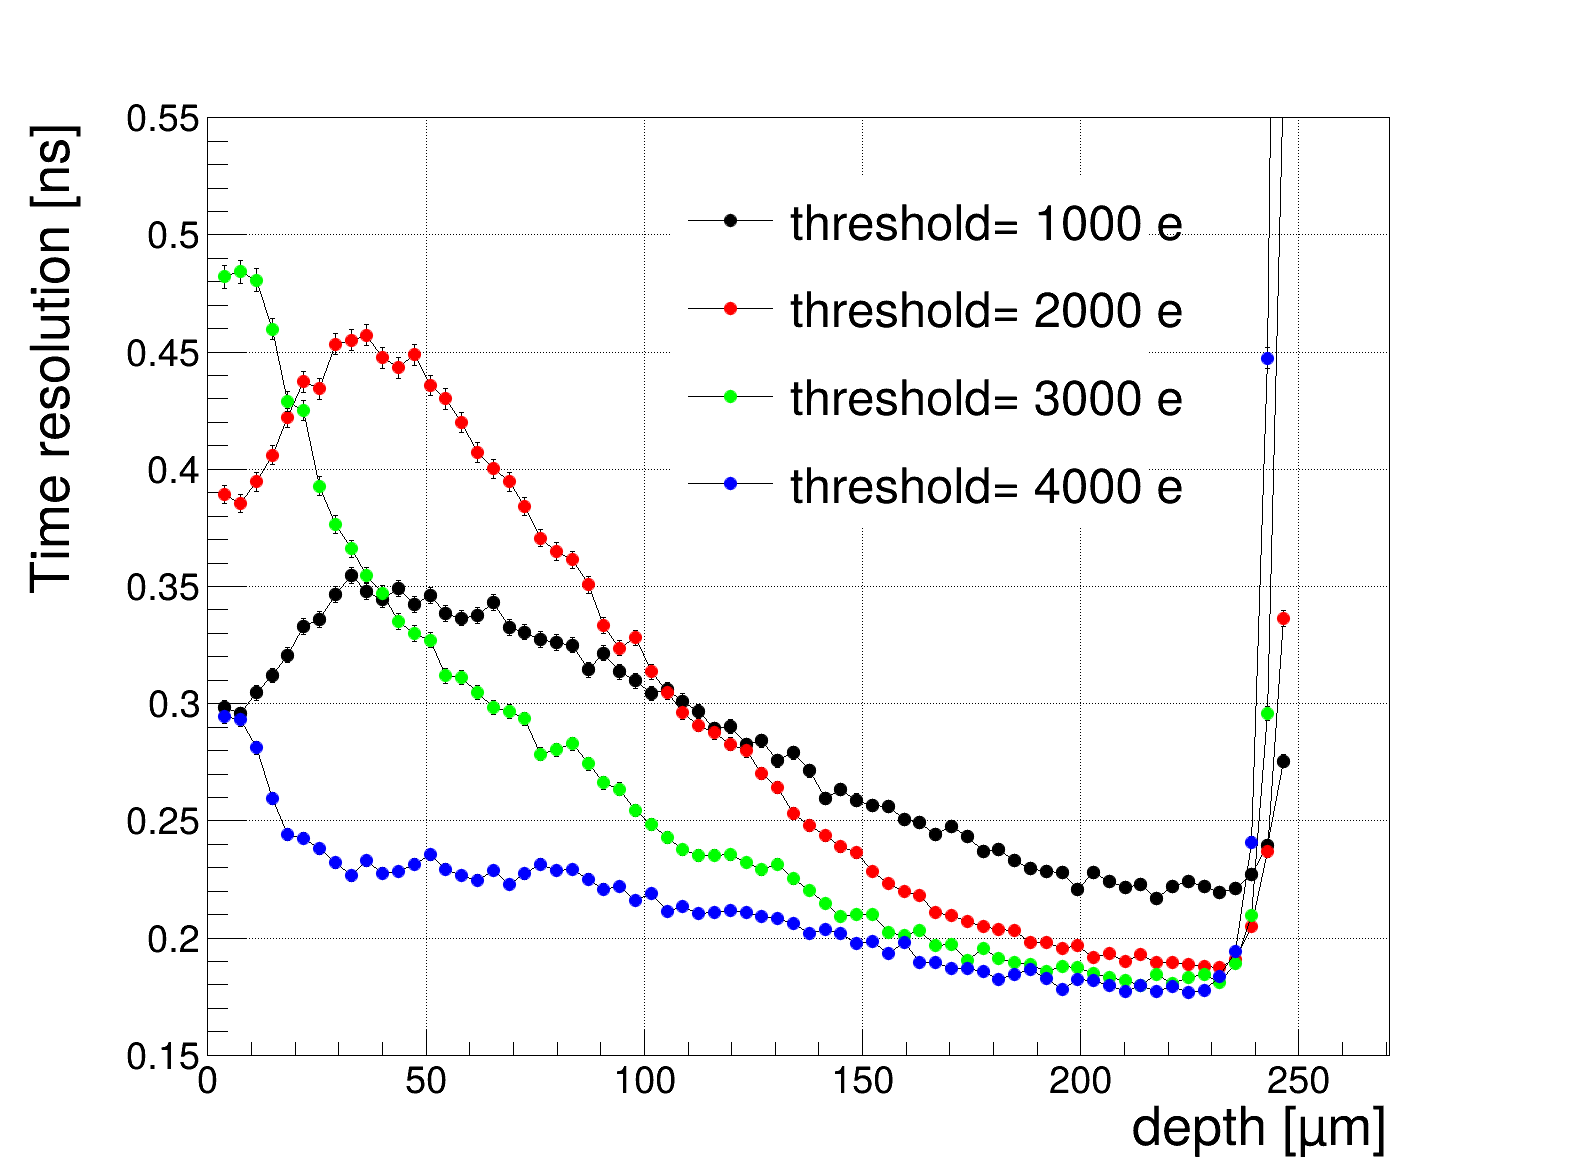 Time resolution [ns]
0.55
0.5
0.45
0.4
0.35
0.3
0.25
0.2
0.15
threshold= 1000 e
threshold= 2000 e
threshold= 3000 e
threshold= 4000 e
0 50 100 150 200 250
depth [µm]